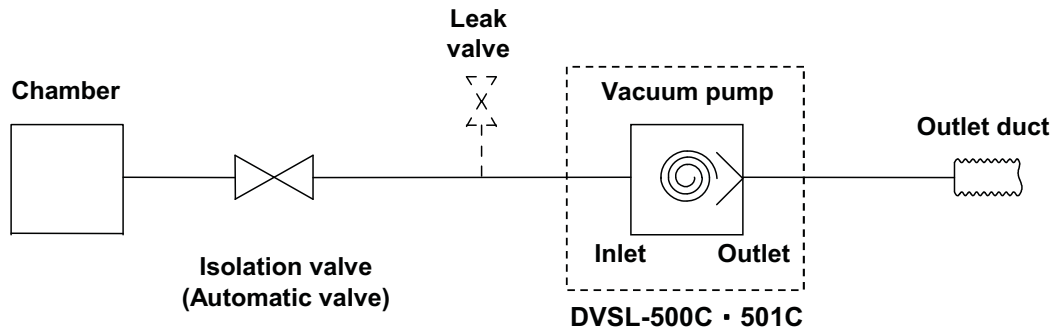 Leak
valve
Chamber
Vacuum pump
Outlet duct
Inlet
Outlet
Isolation valve
(Automatic valve)
DVSL-500C・501C